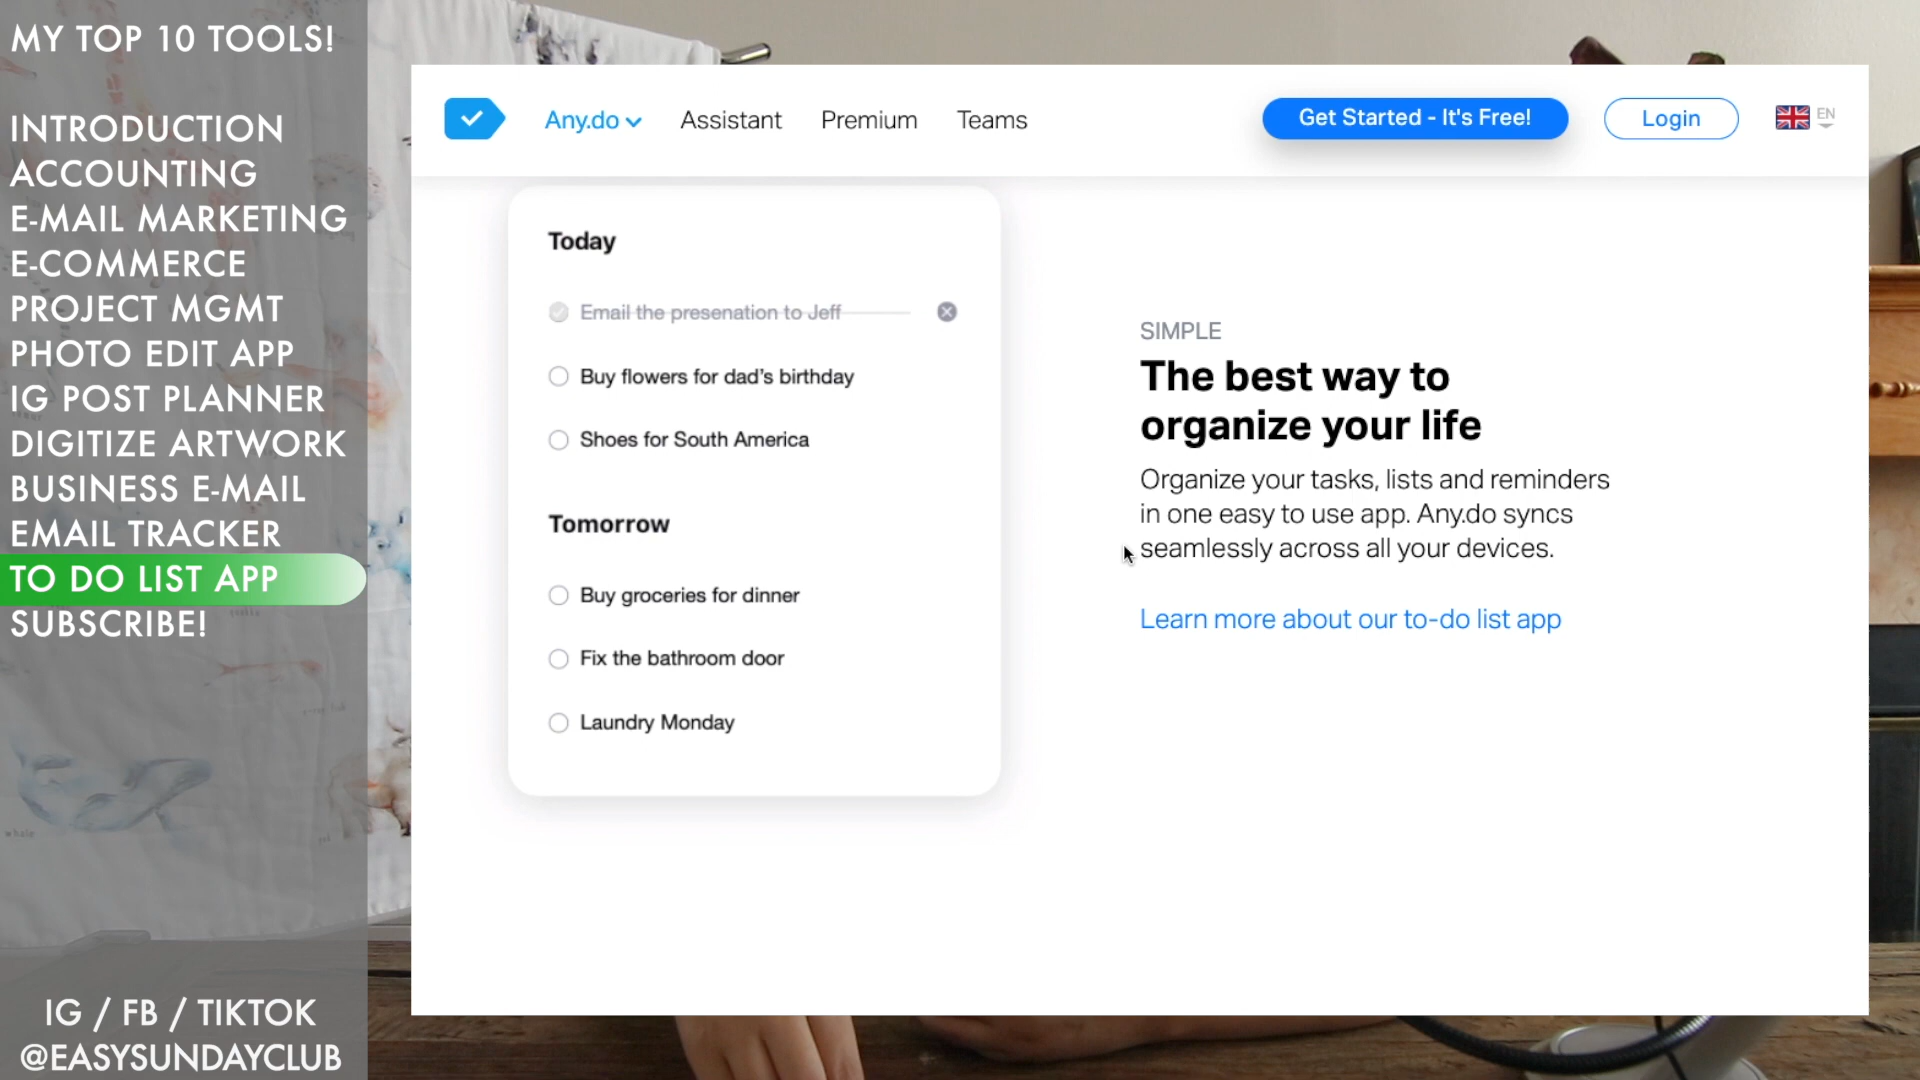 MY TOP 10 TOOLS!
INTRODUCTION
ACCOUNTING
E-MAIL MARKETING
E-COMMERCE
PROJECT MGMT
PHOTO EDIT APP
IG POST PLANNER
DIGITIZE ARTWORK
BUSINESS E-MAIL
EMAIL TRACKER
TO DO LIST APP
SUBSCRIBE!
whale
IG / FB / TIKTOK
@EASYSUNDAYCLUB
Any.do Assistant Premium Teams Get Started - It's Free! Login EN
Today
Email the presenation to Jeff
Buy flowers for dad's birthday
Shoes for South America
Tomorrow
Buy groceries for dinner
Fix the bathroom door
Laundry Monday
SIMPLE
The best way to
organize your life
Organize your tasks, lists and reminders
in one easy to use app. Any.do syncs
seamlessly across all your devices.
Learn more about our to-do list app